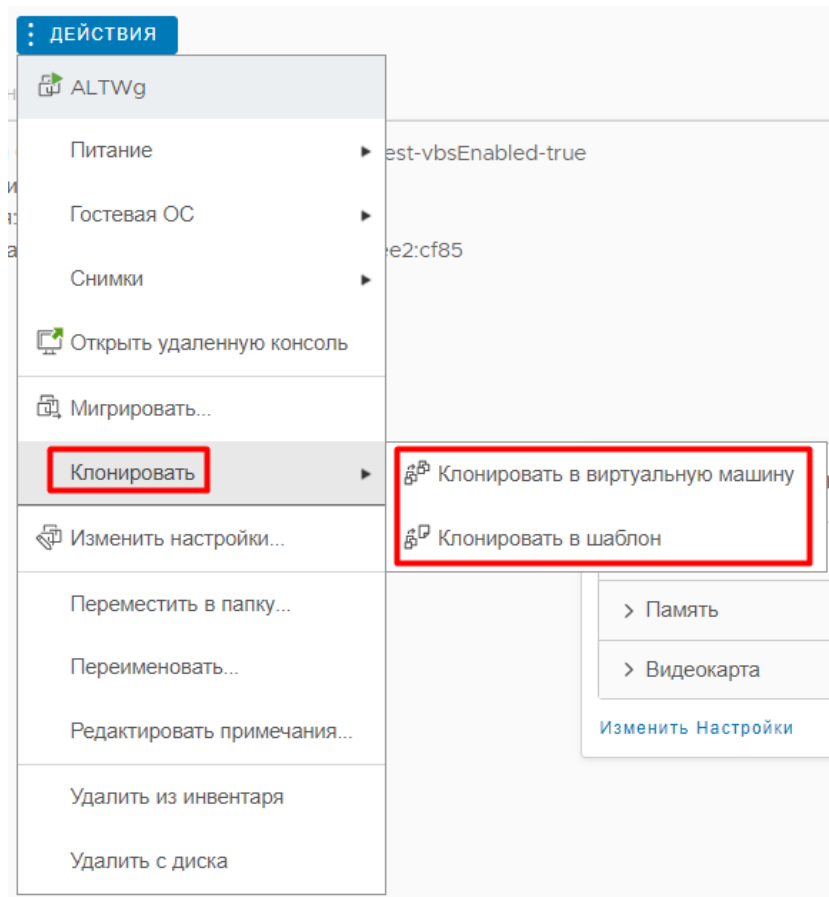 ДЕЙСТВИЯ
ALTWg
Питание
est-vbsEnabled-true
Гостевая ОС
e2:cf85
Снимки
Открыть удаленную консоль
Мигрировать...
Клонировать
Клонировать в виртуальную машину
Изменить настройки...
Клонировать в шаблон
Переместить в папку...
Память
Переименовать...
Видеокарта
Редактировать примечания...
Изменить Настройки
Удалить из инвентаря
Удалить с диска